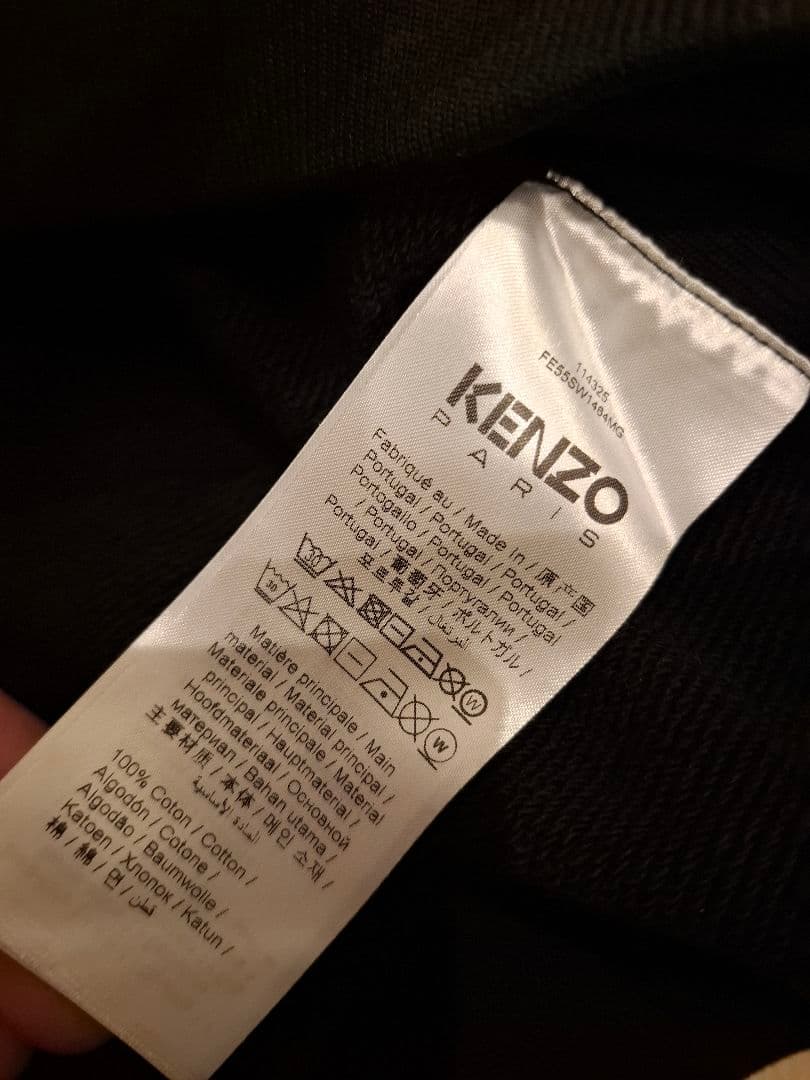 114325
FE55SW1484MG
KENZO
PARIS
Fabriqué au / Made in / 原产国
Portugal / Portugal / Portugal /
Portogallo / Portugal / Portugal
/ Portugal / Португалии /
Portugal / 葡萄牙 / ポルトガル /
포르투갈 / البرتغال
30
W
30
W
Matière principale / Main
material / Material principal /
Materiale principale / Material
principal / Hauptmaterial /
Hoofdmateriaal / Основной
материал / Bahan utama /
主要材质 / 本体 / 메인 소재 /
المادة الأساسية
100% Coton / Cotton /
Algodón / Cotone /
Algodão / Baumwolle /
Katoen / Хлопок / Katun /
棉 / 綿 / 면 / قطن